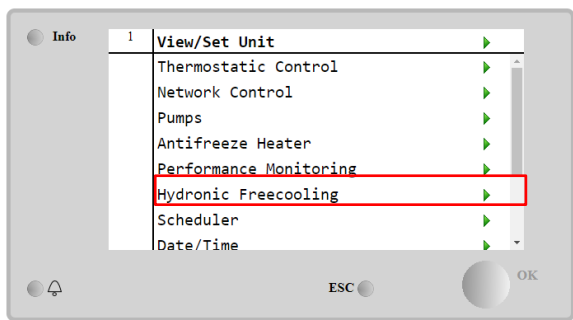 Info
1 View/Set Unit
Thermostatic Control
Network Control
Pumps
Antifreeze Heater
Performance Monitoring
Hydronic Freecooling
Scheduler
Date/Time
ESC
OK